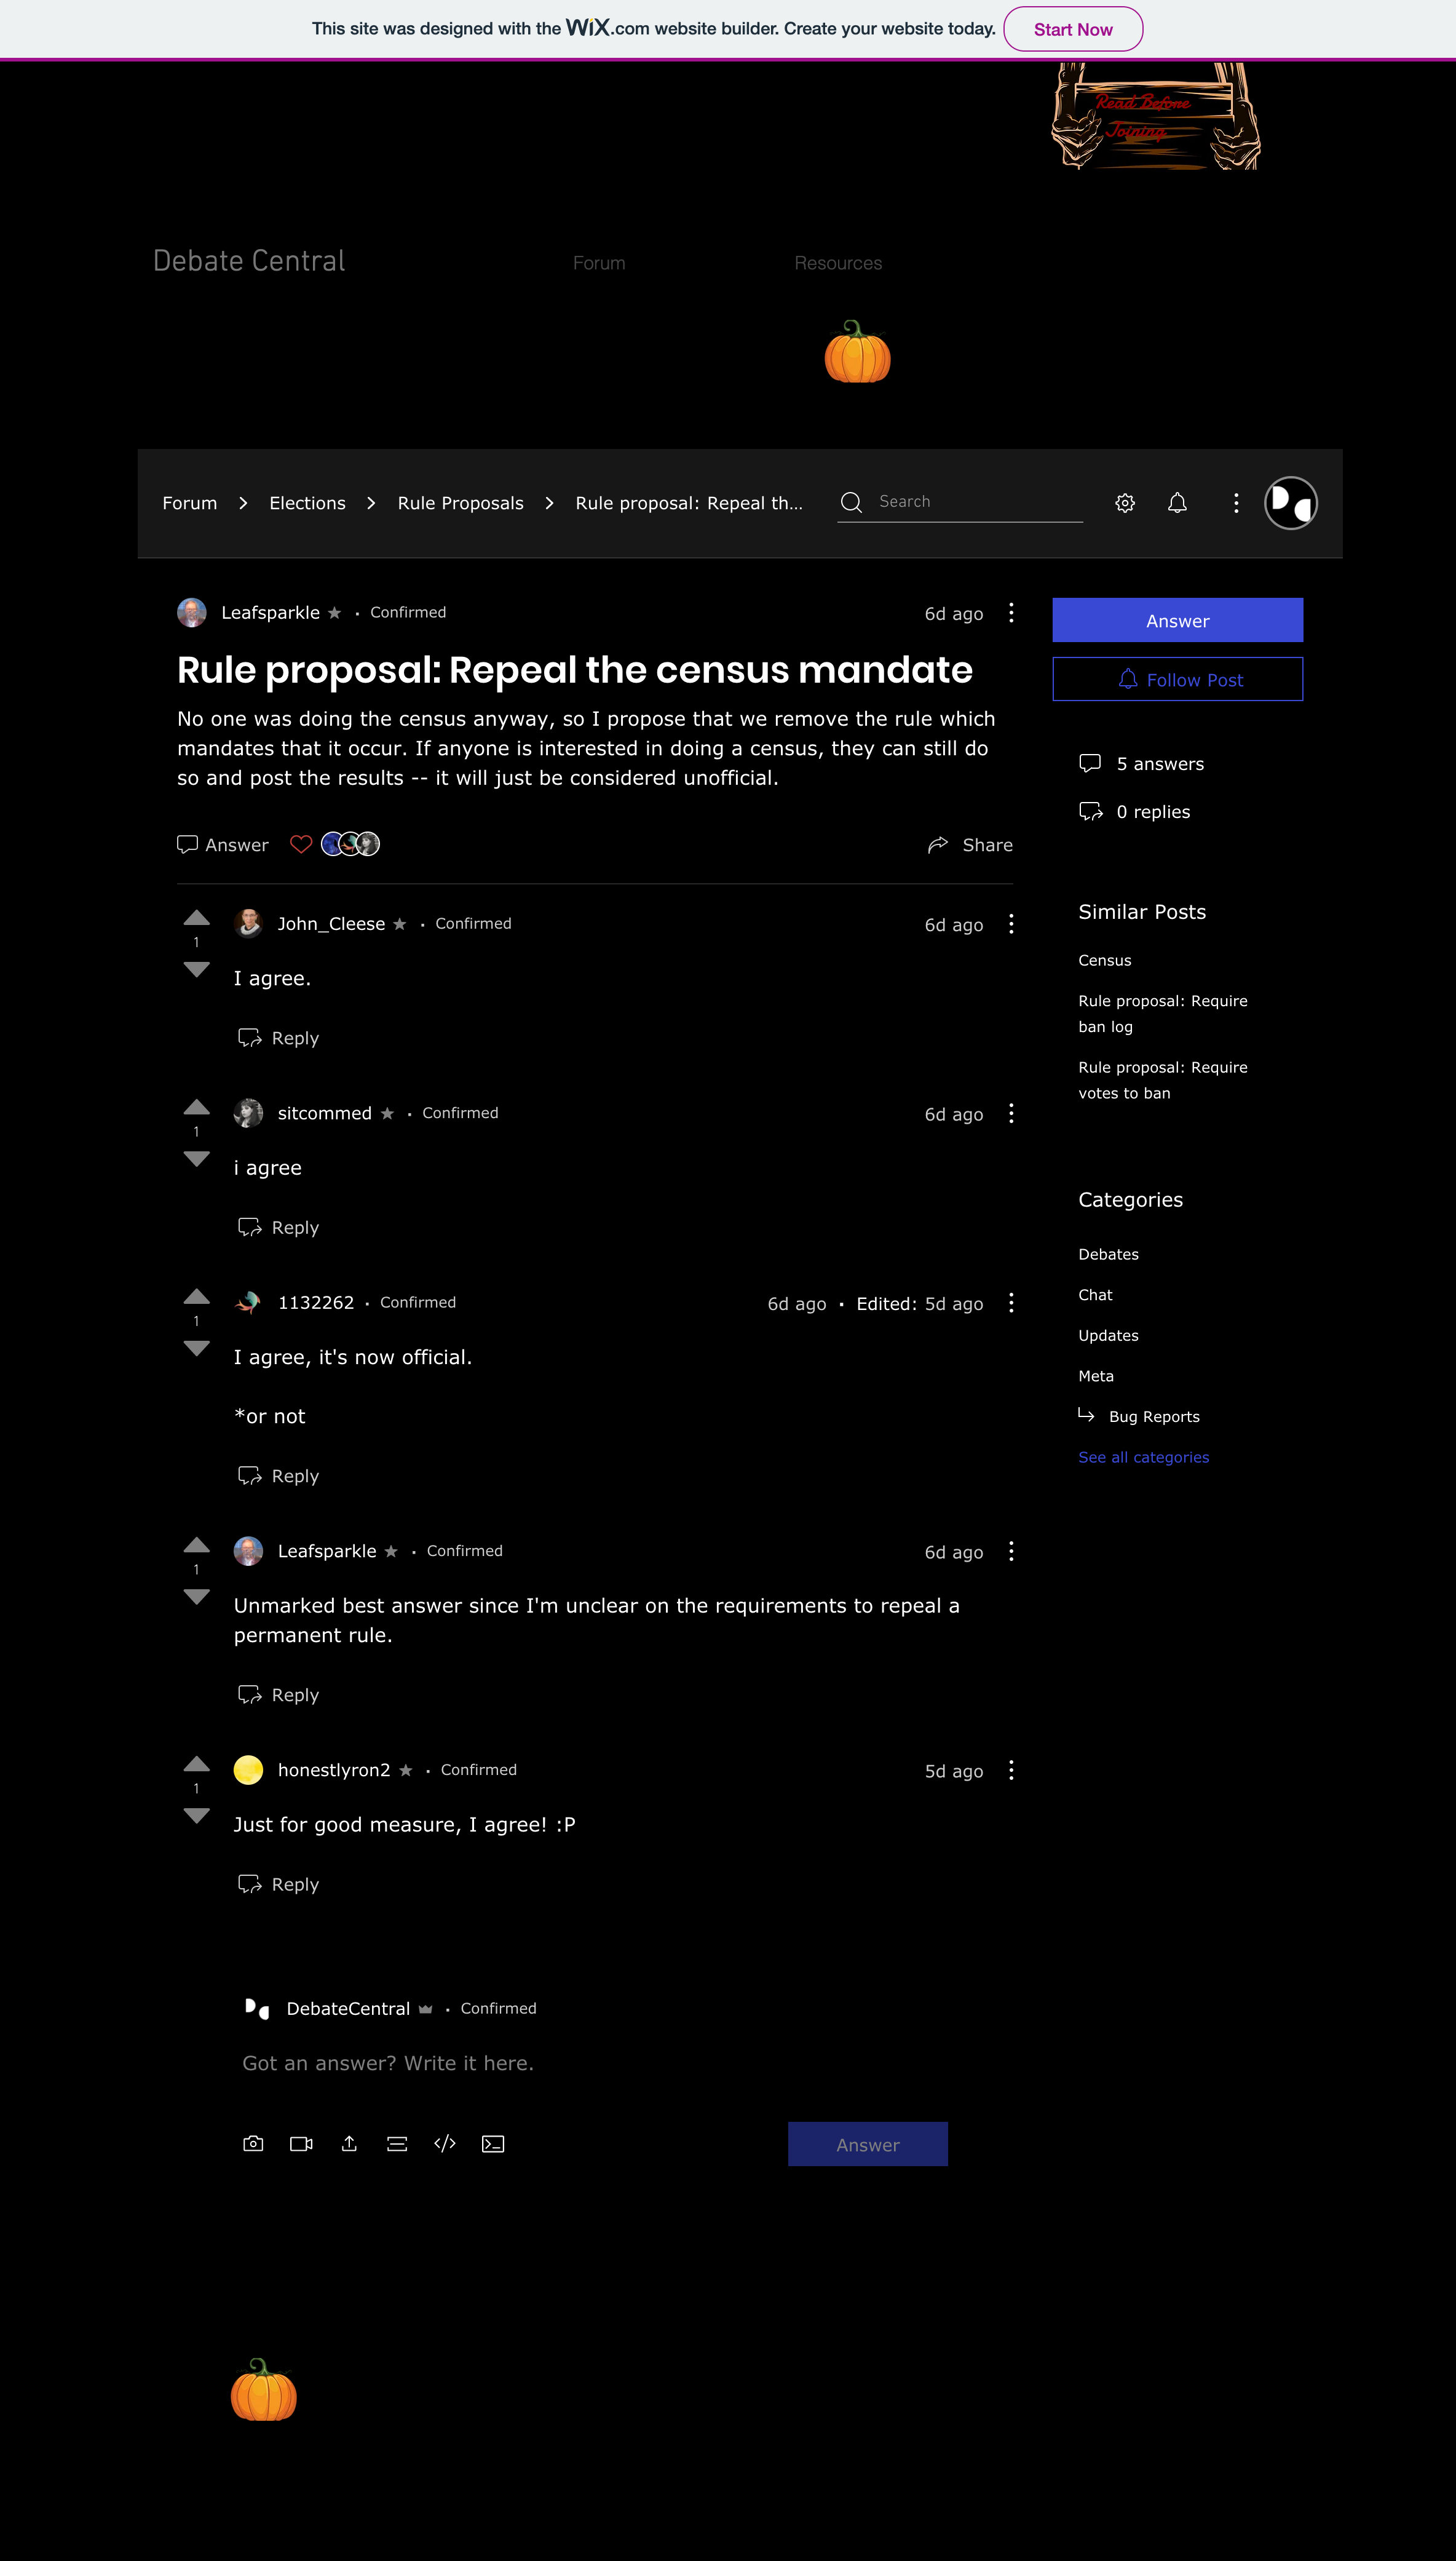 This site was designed with the WiX.com website builder. Create your website today. Start Now
Read Before
Joining
Debate Central Forum Resources
Forum Elections Rule Proposals Rule proposal: Repeal th... Search
Leafsparkle Confirmed 6d ago
Answer
Rule proposal: Repeal the census mandate
Follow Post
No one was doing the census anyway, so I propose that we remove the rule which
mandates that it occur. If anyone is interested in doing a census, they can still do
so and post the results -- it will just be considered unofficial.
5 answers
0 replies
Answer Share
Similar Posts
Census
Rule proposal: Require
ban log
Rule proposal: Require
votes to ban
John_Cleese Confirmed 6d ago
1
I agree.
Reply
sitcommed Confirmed 6d ago
1
i agree
Reply
Categories
Debates
Chat
Updates
Meta
Bug Reports
See all categories
1132262 · Confirmed 6d ago · Edited: 5d ago
1
I agree, it's now official.
*or not
Reply
Leafsparkle · Confirmed 6d ago
1
Unmarked best answer since I'm unclear on the requirements to repeal a
permanent rule.
Reply
honestlyron2 · Confirmed 5d ago
1
Just for good measure, I agree! :P
Reply
DebateCentral · Confirmed
Got an answer? Write it here.
Answer